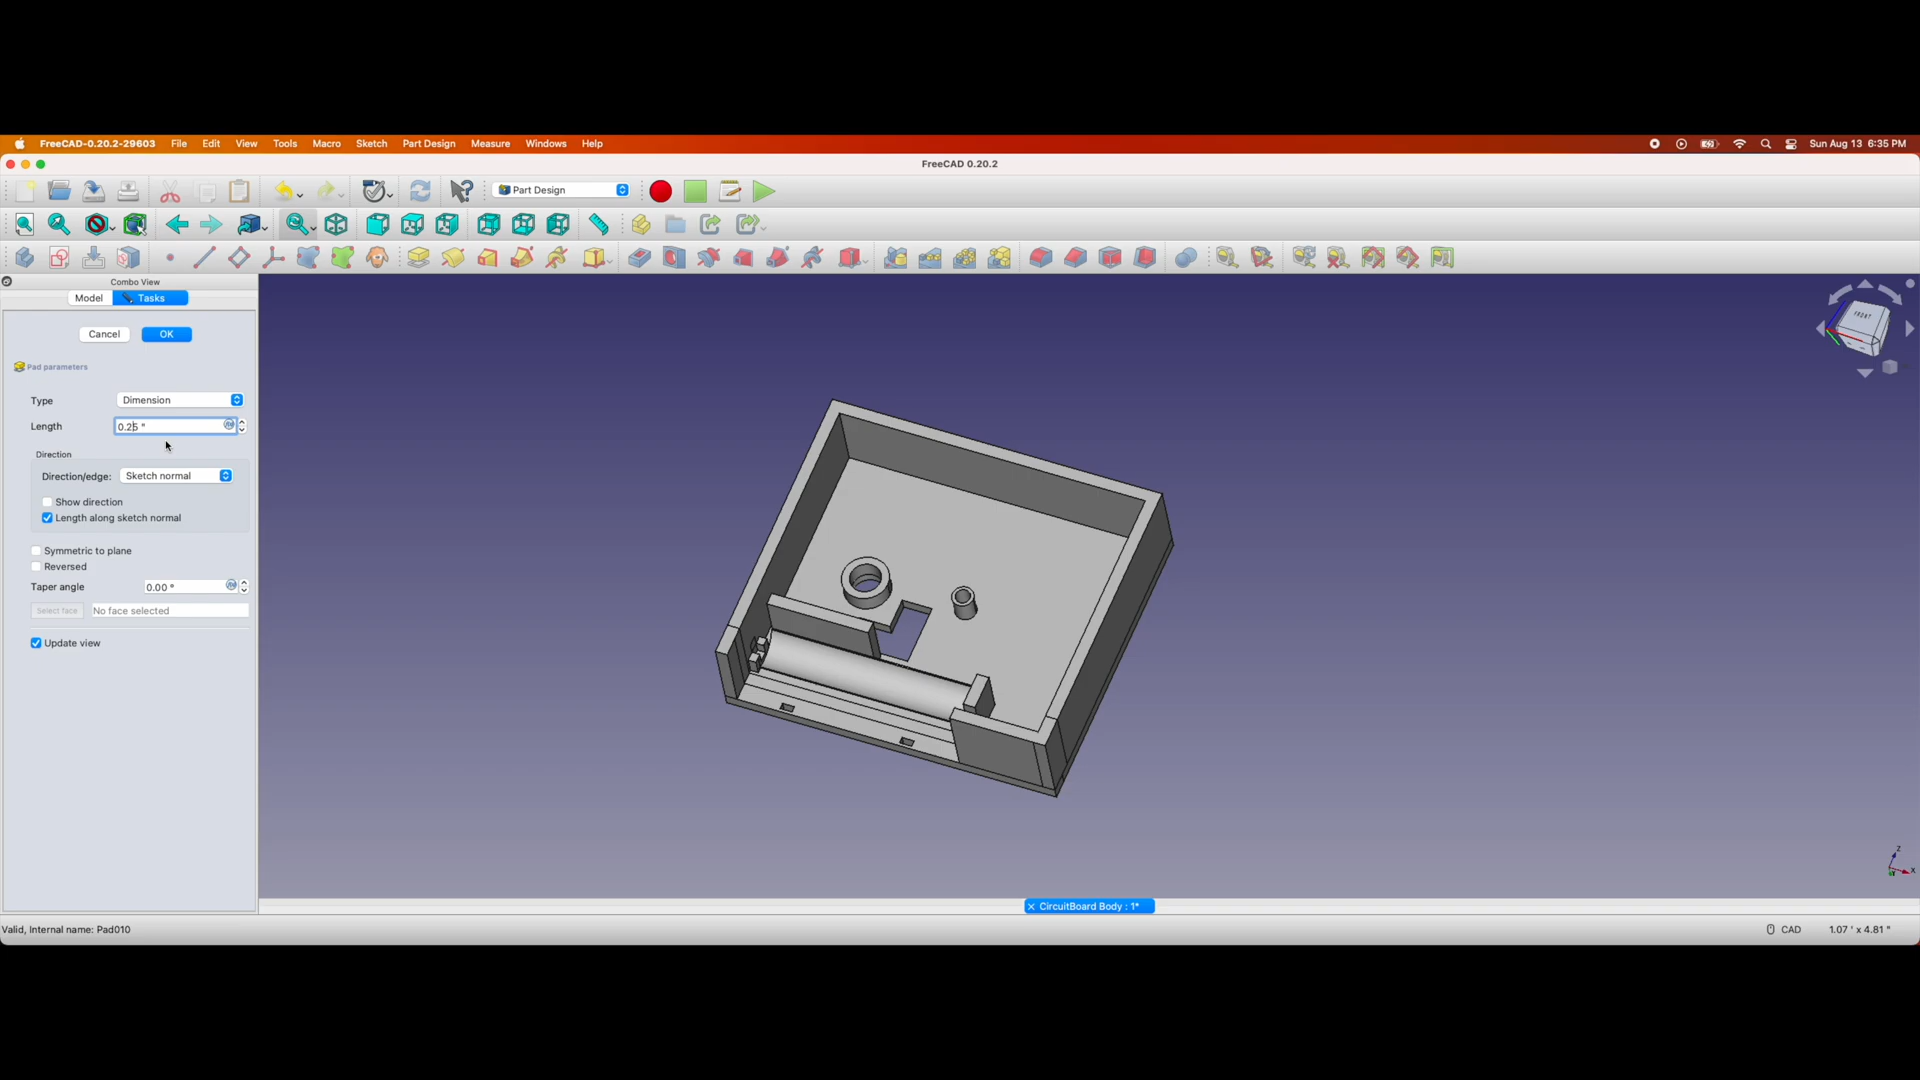 FreeCAD-0.20.2-29603 File Edit View Tools Macro Sketch Part Design Measure Windows Help Sun Aug 13 6:35 PM
FreeCAD 0.20.2
Part Design
Combo View
Model Tasks
Cancel OK
Pad parameters
Type Dimension
Length 0.25 "
Direction
Direction/edge: Sketch normal
Show direction
Length along sketch normal
Symmetric to plane
Reversed
Taper angle 0.00 °
Select face No face selected
Update view
FRONT
Z
X
CircuitBoard Body : 1*
Valid, Internal name: Pad010
CAD 1.07 ' x 4.81 "